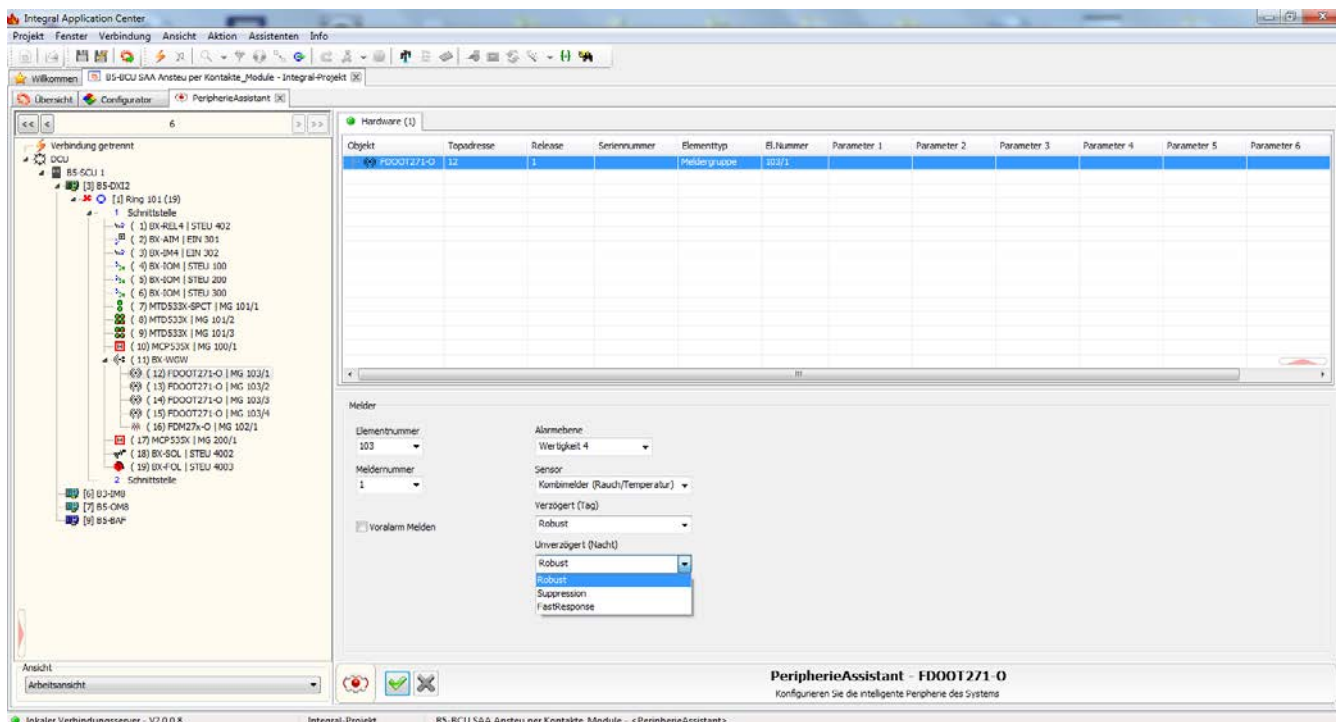 Integral Application Center
Projekt Fenster Verbindung Ansicht Aktion Assistenten Info
Willkommen B5-BCU SAA Ansteu per Kontakte_Module - Integral-Projekt
Übersicht Configurator PeripherieAssistant
<< < 6 > >>
Verbindung getrennt
DCU
B5-SCU 1
[3] B5-DXI2
[1] Ring 101 (19)
1 Schnittstelle
( 1) BX-REL4 | STEU 402
( 2) BX-AIM | EIN 301
( 3) BX-IM4 | EIN 302
( 4) BX-IOM | STEU 100
( 5) BX-IOM | STEU 200
( 6) BX-IOM | STEU 300
( 7) MTD533X-SPCT | MG 101/1
( 8) MTD533X | MG 101/2
( 9) MTD533X | MG 101/3
(10) MCP535X | MG 100/1
(11) BX-WGW
(12) FDOOT271-O | MG 103/1
(13) FDOOT271-O | MG 103/2
(14) FDOOT271-O | MG 103/3
(15) FDOOT271-O | MG 103/4
(16) FDM27x-O | MG 102/1
(17) MCP535X | MG 200/1
(18) BX-SOL | STEU 4002
(19) BX-FOL | STEU 4003
2 Schnittstelle
[6] B3-IM8
[7] B5-OM8
[9] B5-BAF
Ansicht
Arbeitsansicht
Hardware (1)
Objekt Topadresse Release Seriennummer Elementtyp El.Nummer Parameter 1 Parameter 2 Parameter 3 Parameter 4 Parameter 5 Parameter 6
FDOOT271-O 12 1 Meldergruppe 103/1
Melder
Elementnummer
103
Meldernummer
1
Voralarm Melden
Alarmebene
Wertigkeit 4
Sensor
Kombimelder (Rauch/Temperatur)
Verzögert (Tag)
Robust
Unverzögert (Nacht)
Robust
Robust
Suppression
FastResponse
PeripherieAssistant - FDOOT271-O
Konfigurieren Sie die intelligente Peripherie des Systems
lokaler Verbindungsserver - V2.0.0.8 Integral-Projekt B5-BCU SAA Ansteu per Kontakte_Module - <PeripherieAssistant>